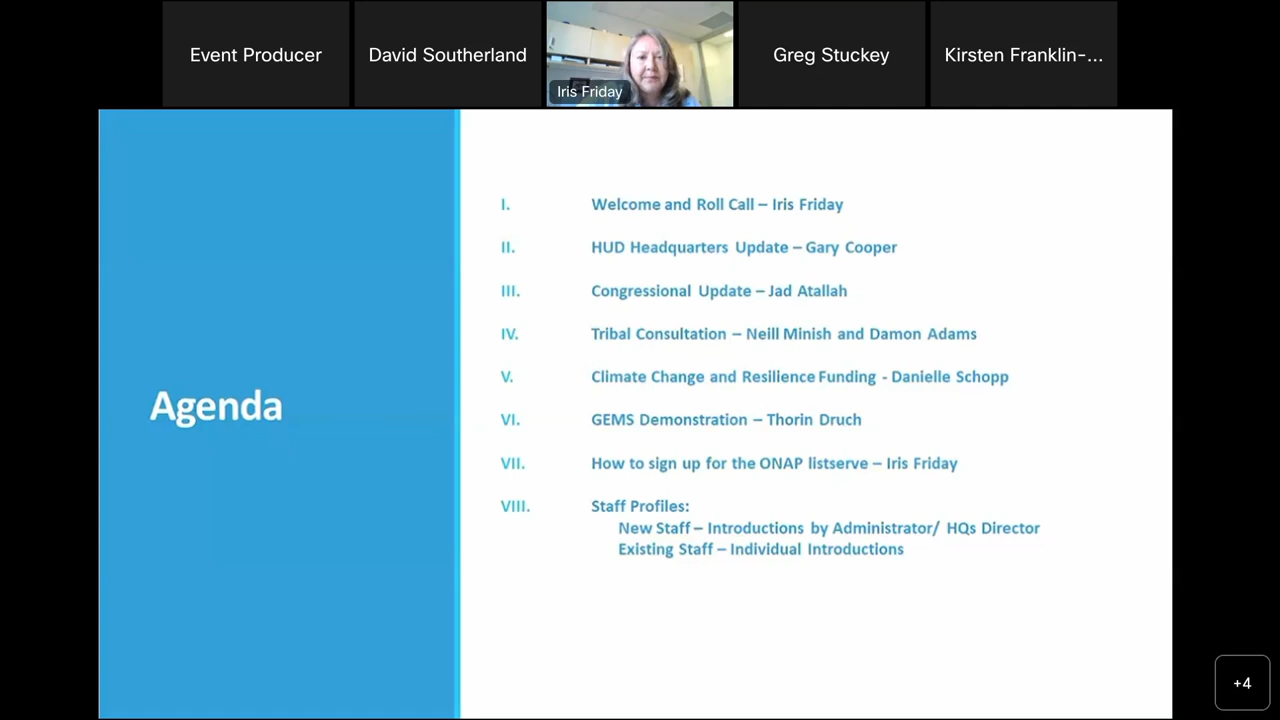 Event Producer
David Southerland
Iris Friday
Greg Stuckey
Kirsten Franklin-...
Agenda
I. Welcome and Roll Call – Iris Friday
II. HUD Headquarters Update – Gary Cooper
III. Congressional Update – Jad Atallah
IV. Tribal Consultation – Neill Minish and Damon Adams
V. Climate Change and Resilience Funding - Danielle Schopp
VI. GEMS Demonstration – Thorin Druch
VII. How to sign up for the ONAP listserve – Iris Friday
VIII. Staff Profiles:
New Staff – Introductions by Administrator/ HQs Director
Existing Staff – Individual Introductions
+4